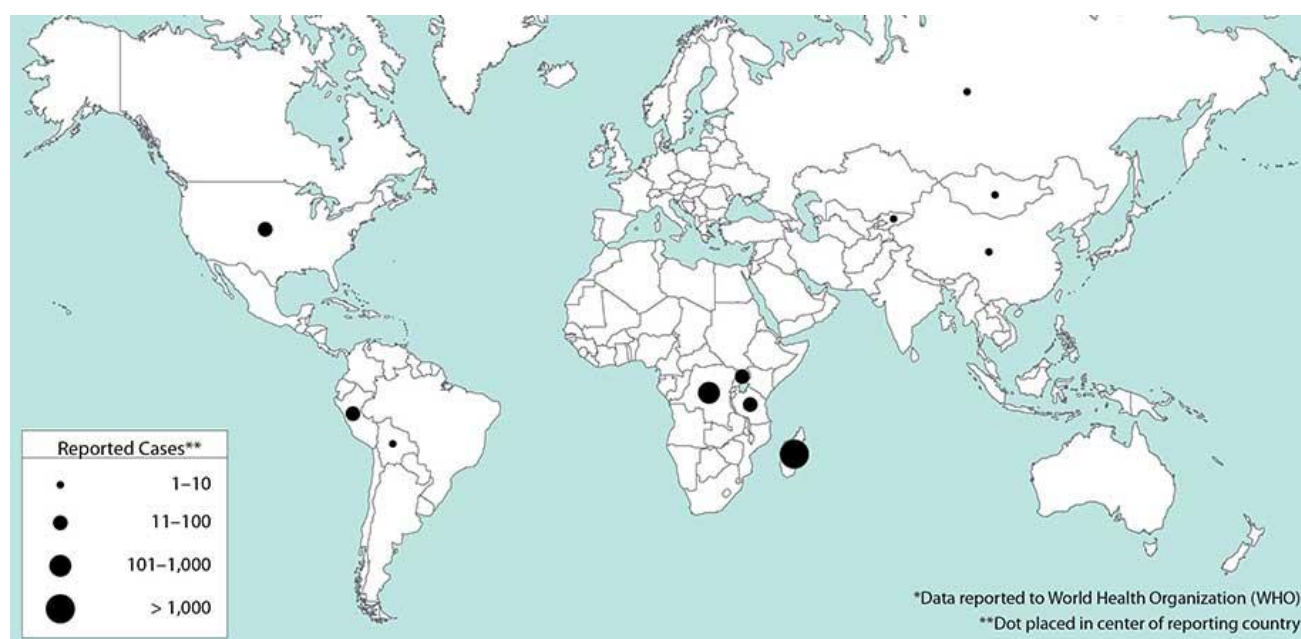 Reported Cases**
1–10
11–100
101–1,000
> 1,000
*Data reported to World Health Organization (WHO)
**Dot placed in center of reporting country